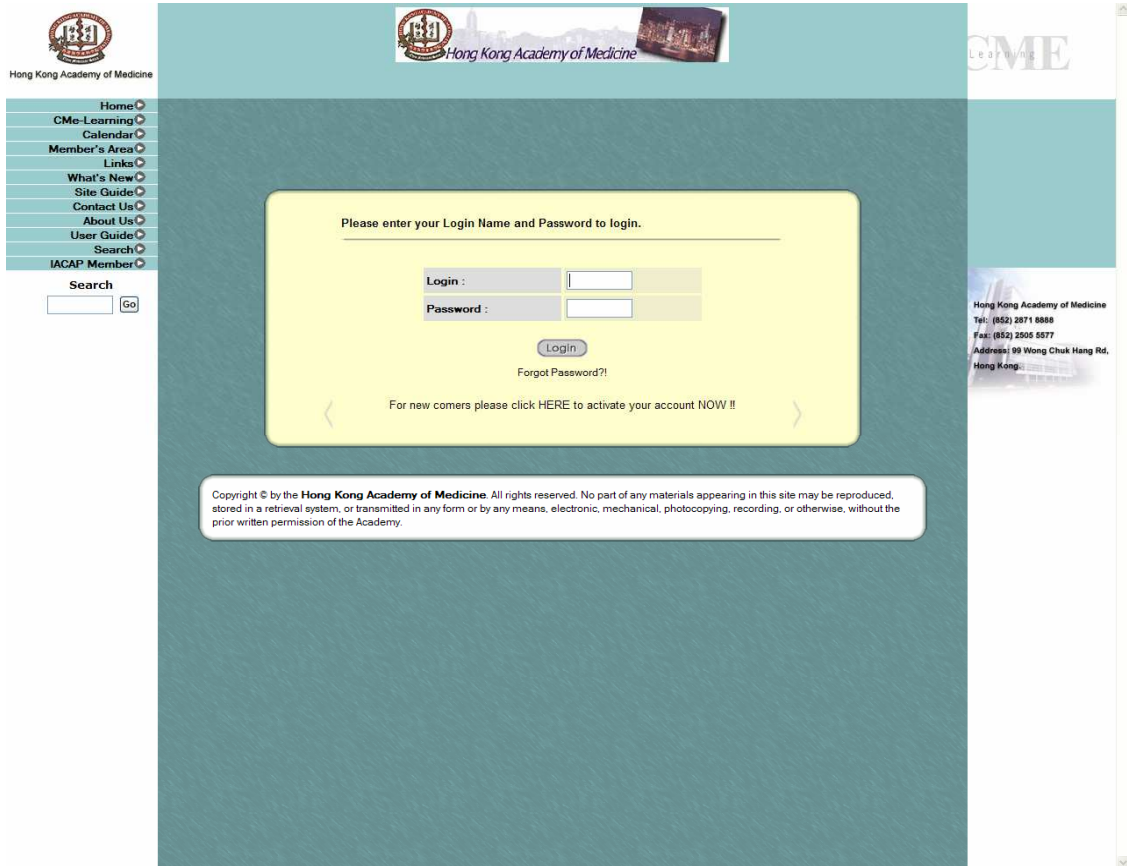 Hong Kong Academy of Medicine
Hong Kong Academy of Medicine
CME
Learning
Home
CMe-Learning
Calendar
Member's Area
Links
What's New
Site Guide
Contact Us
About Us
User Guide
Search
IACAP Member
Search
Go
Please enter your Login Name and Password to login.
Login :
Password :
Login
Forgot Password?!
For new comers please click HERE to activate your account NOW !!
Hong Kong Academy of Medicine
Tel: (852) 2871 8888
Fax: (852) 2505 5577
Address: 99 Wong Chuk Hang Rd,
Hong Kong.
Copyright © by the Hong Kong Academy of Medicine. All rights reserved. No part of any materials appearing in this site may be reproduced,
stored in a retrieval system, or transmitted in any form or by any means, electronic, mechanical, photocopying, recording, or otherwise, without the
prior written permission of the Academy.